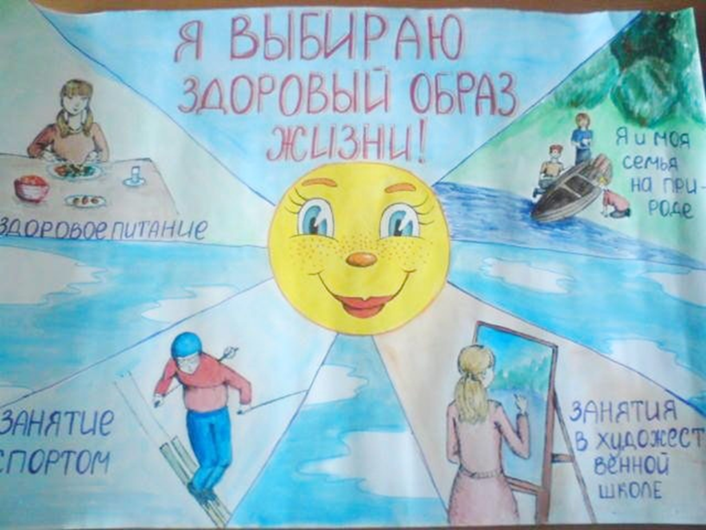 Я ВЫБИРАЮ
ЗДОРОВЫЙ ОБРАЗ
ЖИЗНИ!
ЗДОРОВОЕ ПИТАНИЕ
Я и моя
семья
на при-
роде
ЗАНЯТИЕ
СПОРТОМ
ЗАНЯТИЯ
В ХУДОЖЕСТ
ВЕННОЙ
ШКОЛЕ